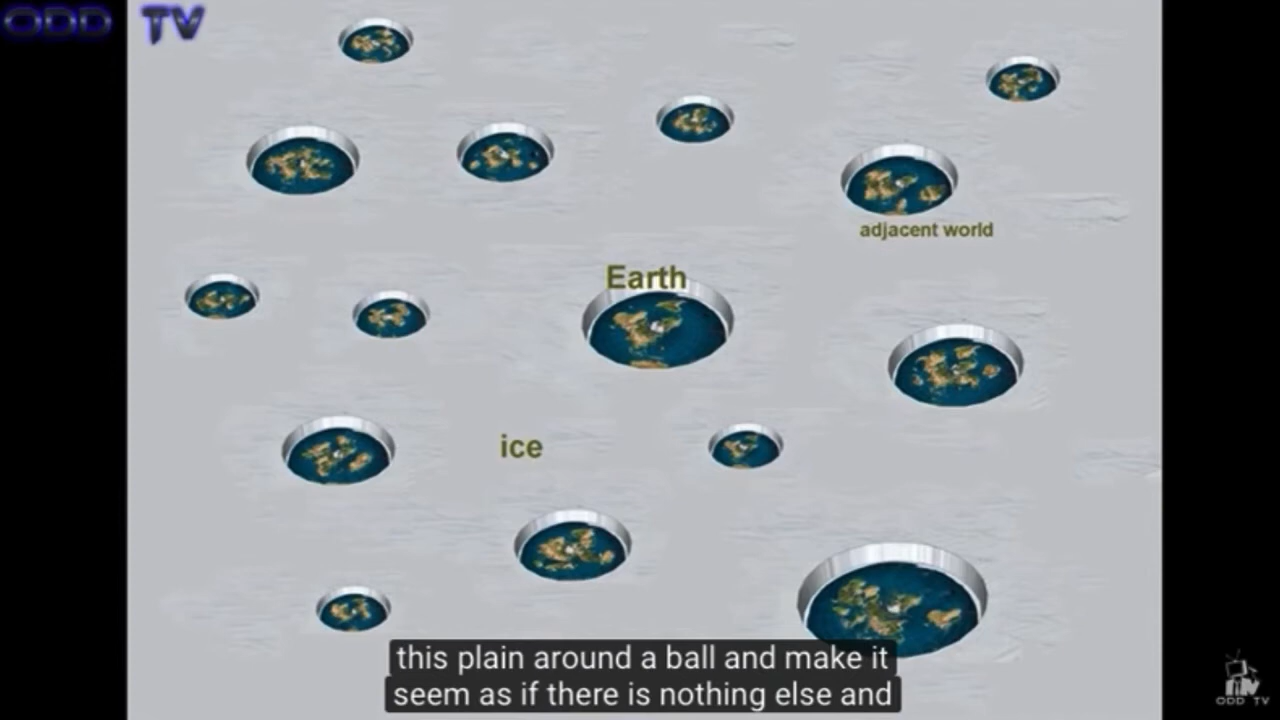 ODD TV
adjacent world
Earth
ice
this plain around a ball and make it
seem as if there is nothing else and
ODD TV